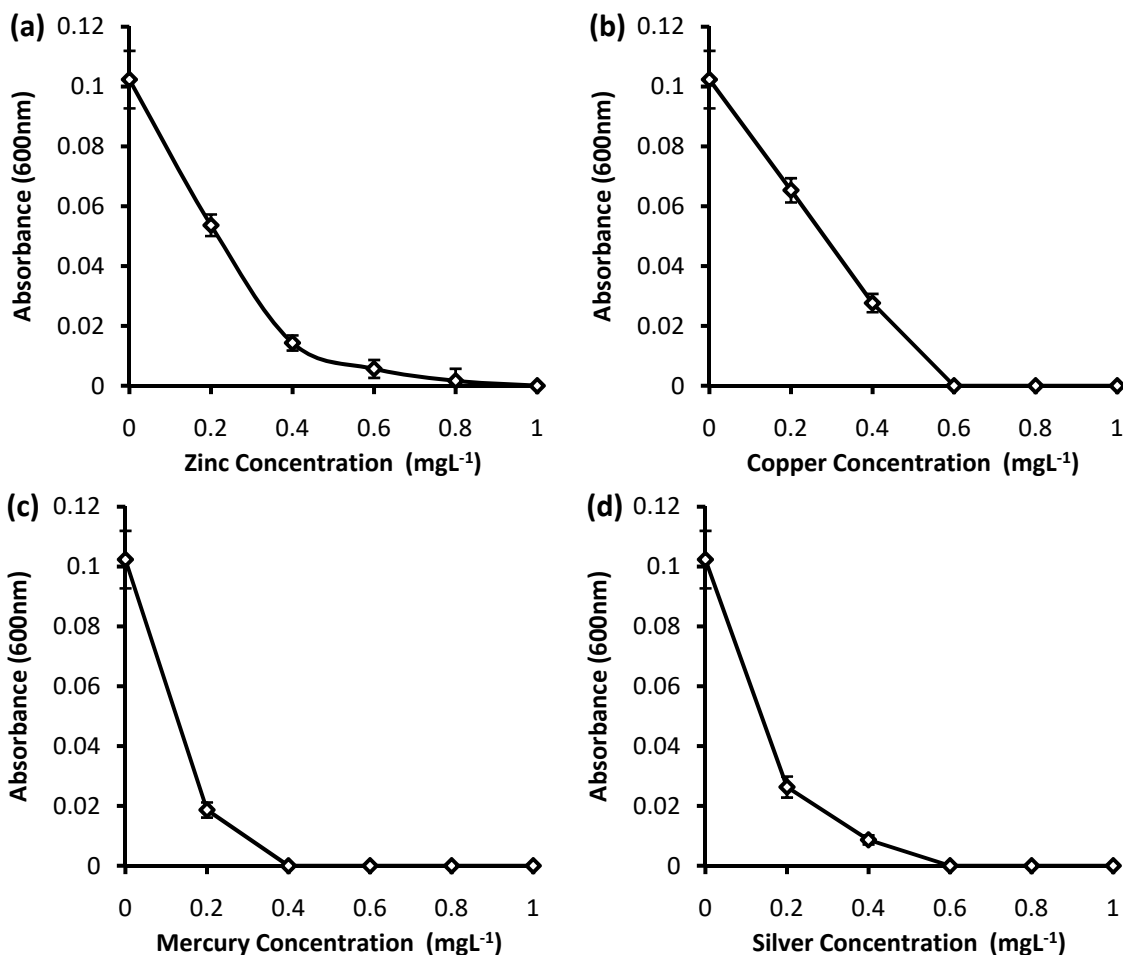 (a)
Absorbance (600nm)
0.12
0.1
0.08
0.06
0.04
0.02
0
0 0.2 0.4 0.6 0.8 1
Zinc Concentration (mgL⁻¹)
(b)
Absorbance (600nm)
0.12
0.1
0.08
0.06
0.04
0.02
0
0 0.2 0.4 0.6 0.8 1
Copper Concentration (mgL⁻¹)
(c)
Absorbance (600nm)
0.12
0.1
0.08
0.06
0.04
0.02
0
0 0.2 0.4 0.6 0.8 1
Mercury Concentration (mgL⁻¹)
(d)
Absorbance (600nm)
0.12
0.1
0.08
0.06
0.04
0.02
0
0 0.2 0.4 0.6 0.8 1
Silver Concentration (mgL⁻¹)